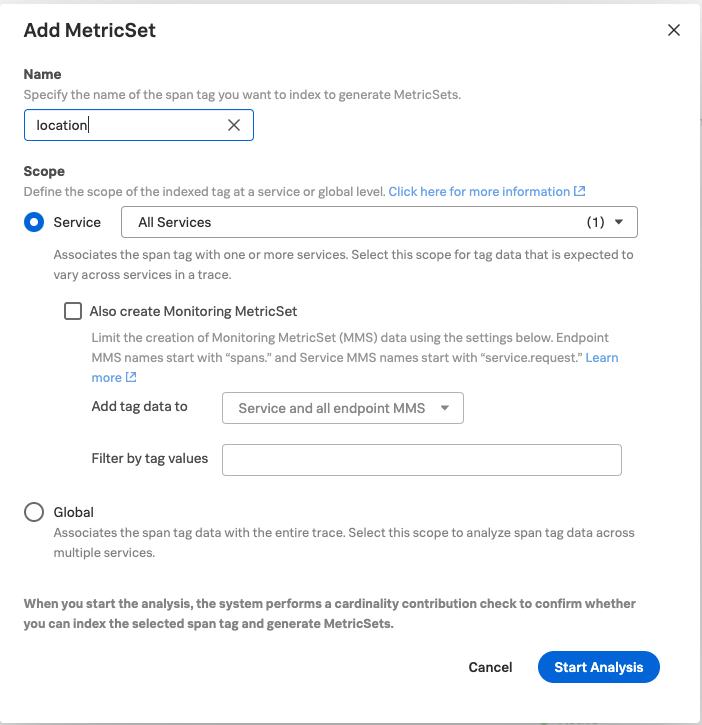 Add MetricSet
Name
Specify the name of the span tag you want to index to generate MetricSets.
location
Scope
Define the scope of the indexed tag at a service or global level. Click here for more information
Service
All Services (1)
Associates the span tag with one or more services. Select this scope for tag data that is expected to
vary across services in a trace.
Also create Monitoring MetricSet
Limit the creation of Monitoring MetricSet (MMS) data using the settings below. Endpoint
MMS names start with “spans.” and Service MMS names start with “service.request.” Learn
more
Add tag data to
Service and all endpoint MMS
Filter by tag values
Global
Associates the span tag data with the entire trace. Select this scope to analyze span tag data across
multiple services.
When you start the analysis, the system performs a cardinality contribution check to confirm whether
you can index the selected span tag and generate MetricSets.
Cancel
Start Analysis